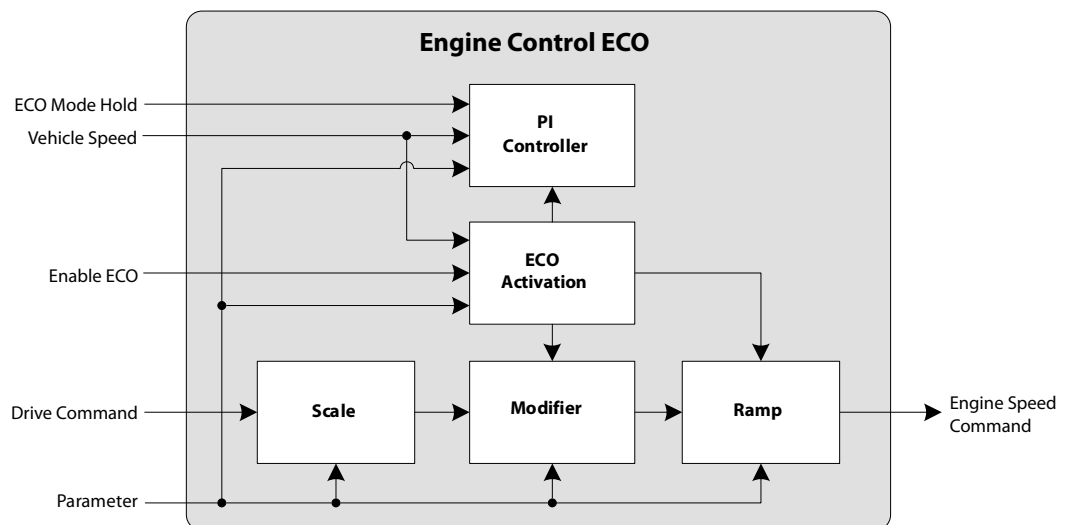 Engine Control ECO
ECO Mode Hold
Vehicle Speed
PI
Controller
Enable ECO
ECO
Activation
Drive Command
Scale
Modifier
Ramp
Engine Speed
Command
Parameter